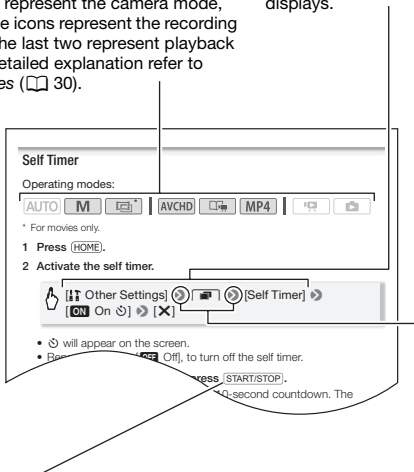 represent the camera mode,
e icons represent the recording
he last two represent playback
etailed explanation refer to
es ( 30).
displays.
Self Timer
Operating modes:
AUTO M * AVCHD MP4
* For movies only.
1 Press HOME.
2 Activate the self timer.
[ Other Settings] [Self Timer]
[ON On ] [X]
• will appear on the screen.
• Re OFF Off], to turn off the self timer.
press START/STOP.
10-second countdown. The